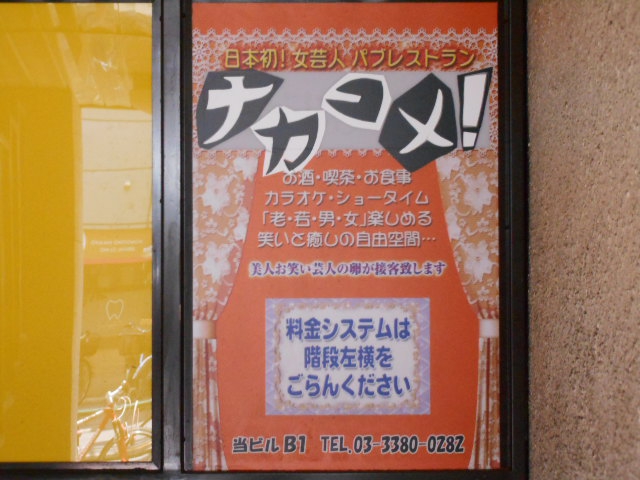 日本初!女芸人 パブレストラン
ナカコメ!
お酒・喫茶・お食事
カラオケ・ショータイム
「老・若・男・女」楽しめる
笑いと癒しの自由空間…
美人お笑い芸人の卵が接客致します
料金システムは
階段左横を
ごらんください
当ビル B1 TEL.03-3380-0282